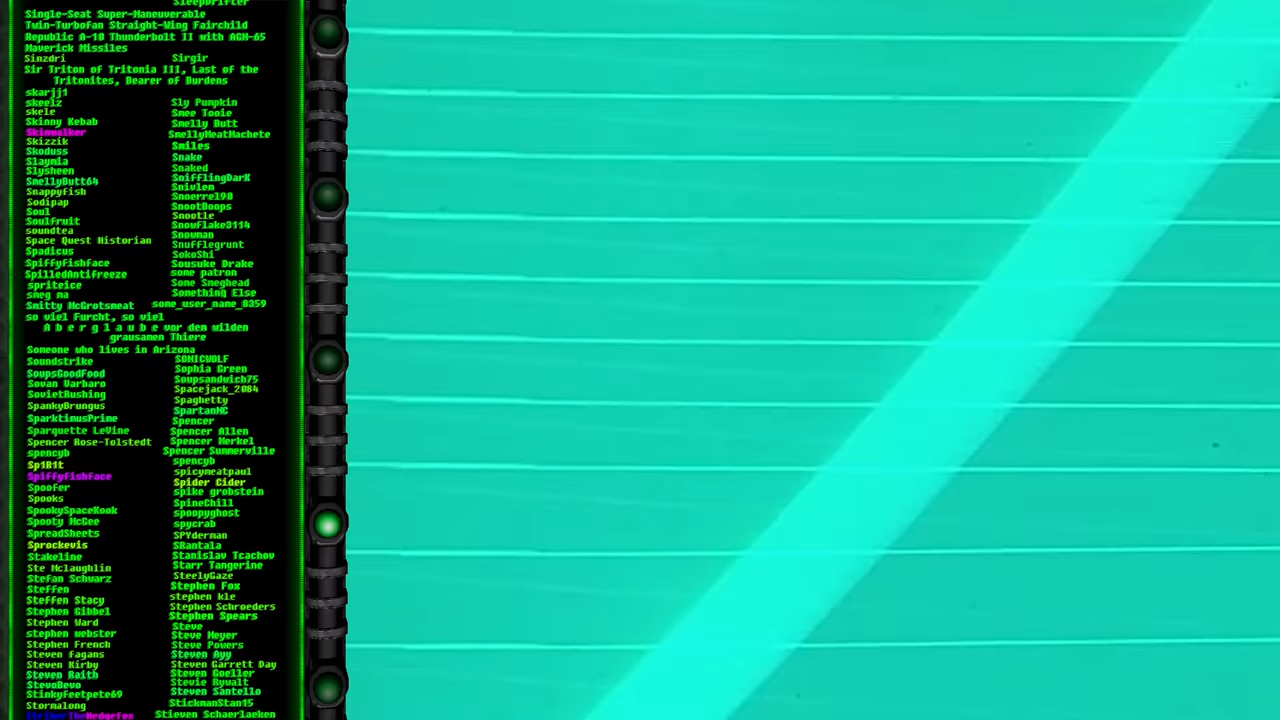 SleepDrifter
Single-Seat Super-Maneuverable
Twin-Turbofan Straight-Wing Fairchild
Republic A-10 Thunderbolt II with AGM-65
Maverick Missiles
Sinzdri Sirgir
Sir Triton of Tritonia III, Last of the
Tritonites, Bearer of Burdens
skarjj1
skeelz Sly Pumpkin
skele Smee Tooie
Skinny Kebab Smelly Butt
Skinwalker SmellyMeatMachete
Skizzik Smiles
Skoduss Snake
Slaymia Snaked
Slysheen SnifflingDarK
SmellyButt64 Snivlem
Snappyfish Snoerrel90
Sodipap SnootBoops
Soul Snootle
Soulfruit Snowflake3114
soundtea Snowman
Space Quest Historian Snufflegrunt
Spadicus SokoShi
Spiffyfishface Sousuke Drake
SpilledAntifreeze some patron
spriteice Some Smeghead
smeg ma Something Else
Smitty McGrotsmeat some_user_name_8359
so viel Furcht, so viel
A b e r g l a u b e vor dem wilden
grausamen Thiere
Someone who lives in Arizona
Soundstrike SONICWOLF
SoupsGoodFood Sophia Green
Sovan Varbaro Soupsandwich75
SovietRushing Spacejack_2084
SpankyBrungus Spaghetty
SparktimusPrime SpartanNC
Sparquette LeVine Spencer
Spencer Rose-Tolstedt Spencer Allen
spencyb Spencer Merkel
Sp1R1t Spencer Summerville
Spiffyfishface spencyb
Spoofer spicymeatpaul
Spooks Spider Cider
SpookySpaceKook spike grobstein
Spooty McGee SpineChill
SpreadSheets spoopyghost
Sprockevis spycrab
Stakeline SPYderman
Ste Mclaughlin SRantala
Stefan Schwarz Stanislav Tcachov
Steffen Starr Tangerine
Steffen Stacy SteelyGaze
Stephen Gibbel Stephen Fox
Stephen Ward stephen kle
stephen webster Stephen Schroeders
Stephen French Stephen Spears
Steven fagans Steve
Steven Kirby Steve Meyer
Steven Raith Steve Powers
StevoBevo Steven Ayy
Stinkyfeetpete69 Steven Garrett Day
Stormalong Steven Goeller
StrikerTheHedgefox Stevie Rywalt
Steven Santello
StickmanStan15
Stieven Schaerlaeken